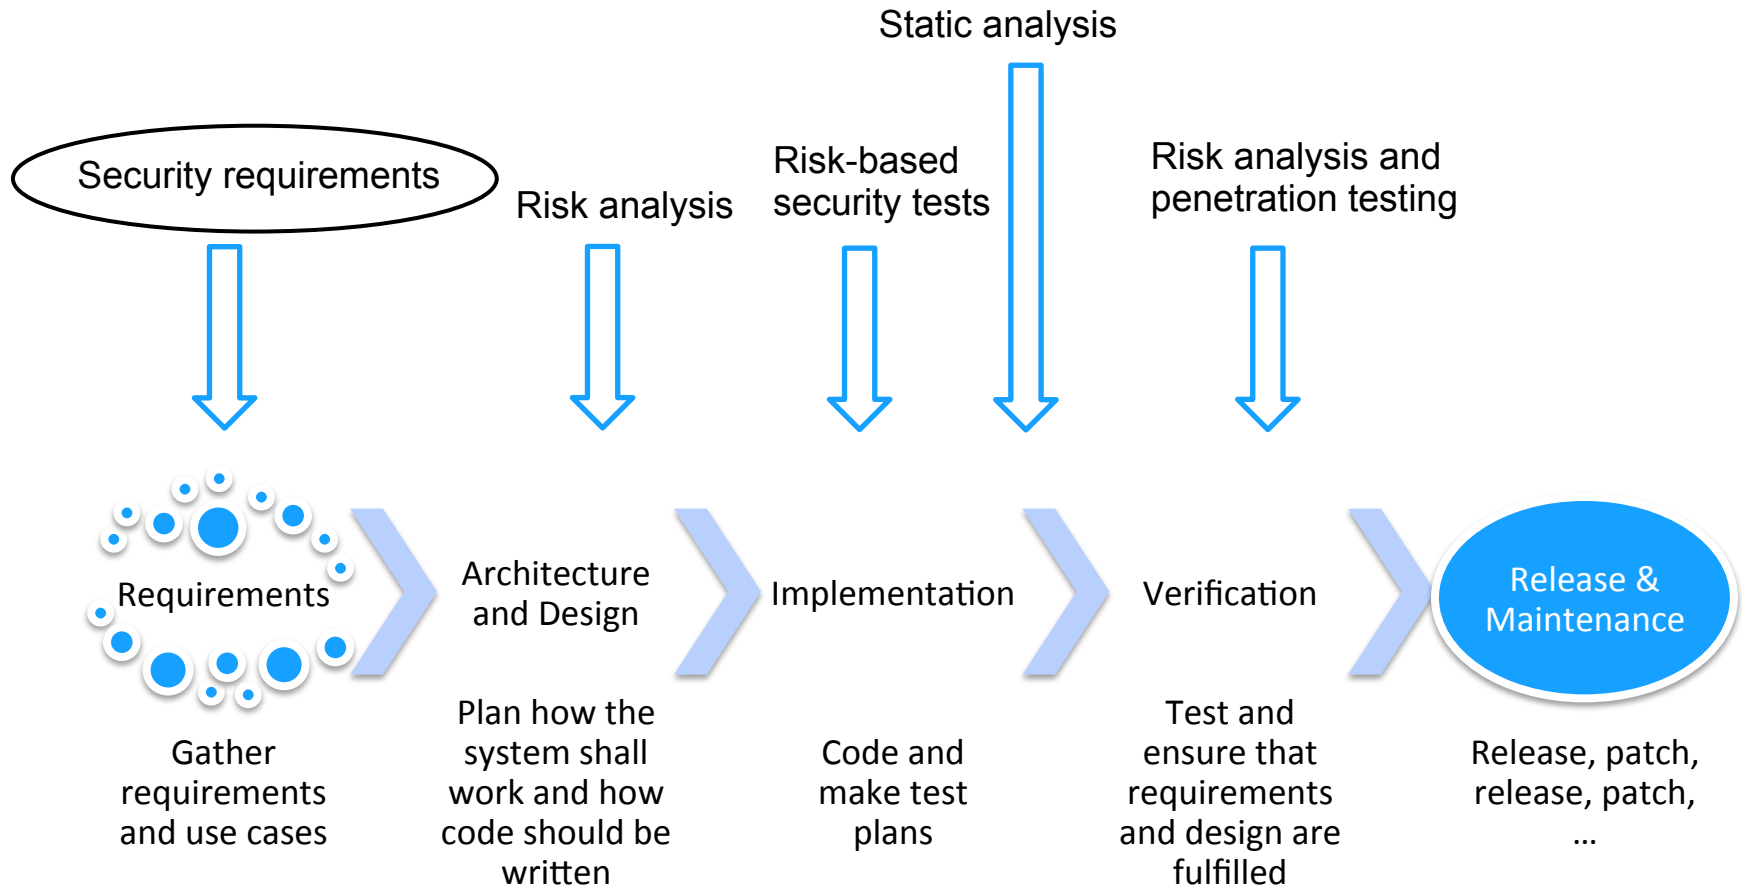 Static analysis
Security requirements
Risk analysis
Risk-based
security tests
Risk analysis and
penetration testing
Requirements
Architecture
and Design
Implementation
Verification
Release &
Maintenance
Gather
requirements
and use cases
Plan how the
system shall
work and how
code should be
written
Code and
make test
plans
Test and
ensure that
requirements
and design are
fulfilled
Release, patch,
release, patch,
...